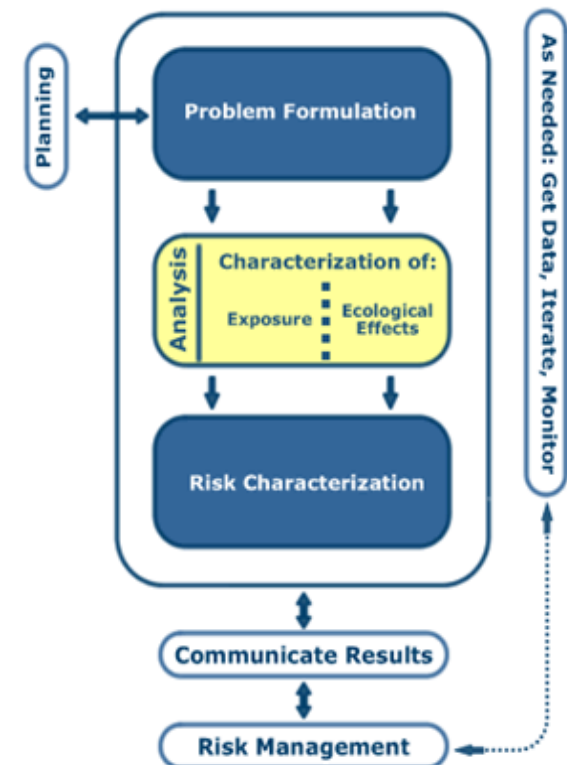 Planning
Problem Formulation
Analysis
Characterization of:
Exposure
Ecological
Effects
Risk Characterization
Communicate Results
Risk Management
As Needed: Get Data, Iterate, Monitor